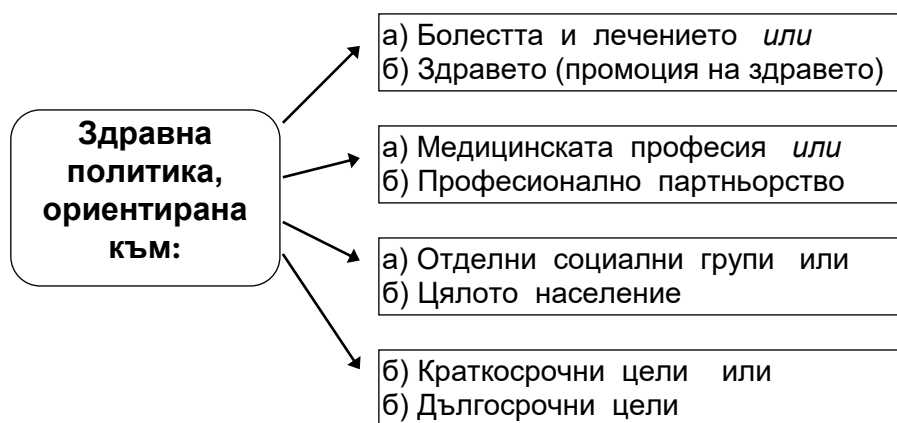 Здравна
политика,
ориентирана
към:
а) Болестта и лечението или
б) Здравето (промоция на здравето)
а) Медицинската професия или
б) Професионално партньорство
а) Отделни социални групи или
б) Цялото население
б) Краткосрочни цели или
б) Дългосрочни цели